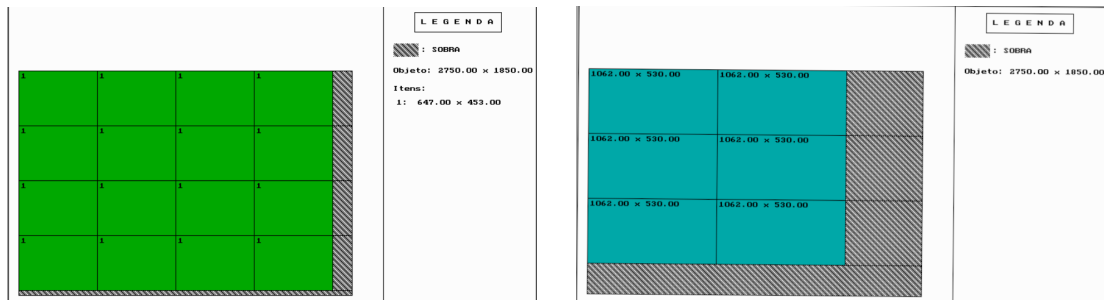 L E G E N D A
: SOBRA
Objeto: 2750.00 x 1850.00
Itens:
1: 647.00 x 453.00
1 1 1 1
1 1 1 1
1 1 1 1
1 1 1 1
L E G E N D A
: SOBRA
Objeto: 2750.00 x 1850.00
1062.00 x 530.00 1062.00 x 530.00
1062.00 x 530.00 1062.00 x 530.00
1062.00 x 530.00 1062.00 x 530.00